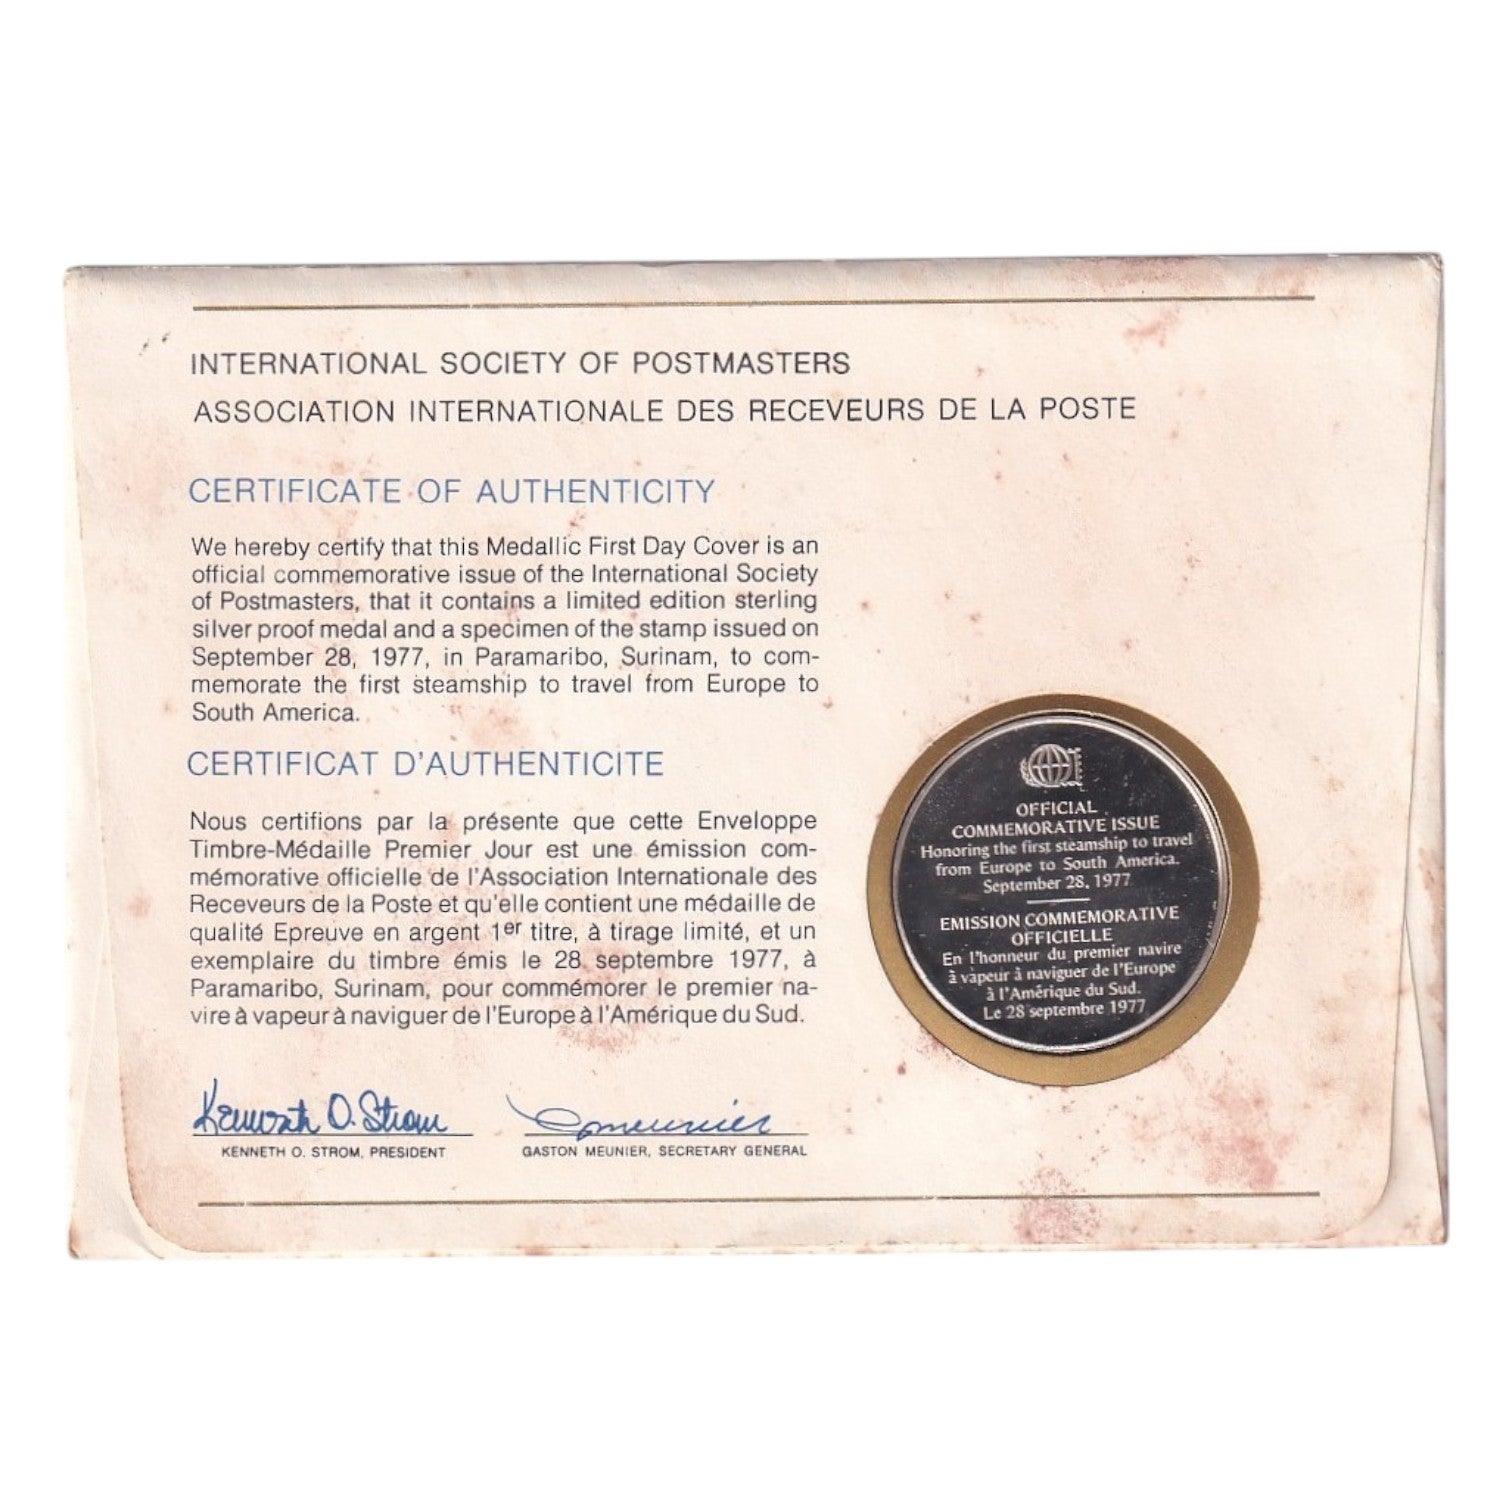 INTERNATIONAL SOCIETY OF POSTMASTERS
ASSOCIATION INTERNATIONALE DES RECEVEURS DE LA POSTE
CERTIFICATE OF AUTHENTICITY
We hereby certify that this Medallic First Day Cover is an
official commemorative issue of the International Society
of Postmasters, that it contains a limited edition sterling
silver proof medal and a specimen of the stamp issued on
September 28, 1977, in Paramaribo, Surinam, to com-
memorate the first steamship to travel from Europe to
South America.
CERTIFICAT D'AUTHENTICITE
Nous certifions par la présente que cette Enveloppe
Timbre-Médaille Premier Jour est une émission com-
mémorative officielle de l'Association Internationale des
Receveurs de la Poste et qu'elle contient une médaille de
qualité Epreuve en argent 1er titre, à tirage limité, et un
exemplaire du timbre émis le 28 septembre 1977, à
Paramaribo, Surinam, pour commémorer le premier na-
vire à vapeur à naviguer de l'Europe à l'Amérique du Sud.
Kenneth O. Strom
KENNETH O. STROM, PRESIDENT
G Meunier
GASTON MEUNIER, SECRETARY GENERAL
OFFICIAL
COMMEMORATIVE ISSUE
Honoring the first steamship to travel
from Europe to South America.
September 28, 1977
EMISSION COMMEMORATIVE
OFFICIELLE
En l'honneur du premier navire
à vapeur à naviguer de l'Europe
à l'Amérique du Sud.
Le 28 septembre 1977